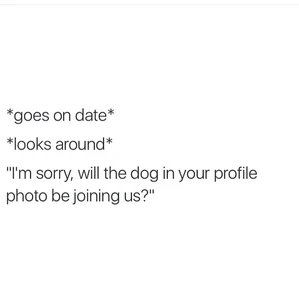 *goes on date*
*looks around*
"I'm sorry, will the dog in your profile
photo be joining us?"